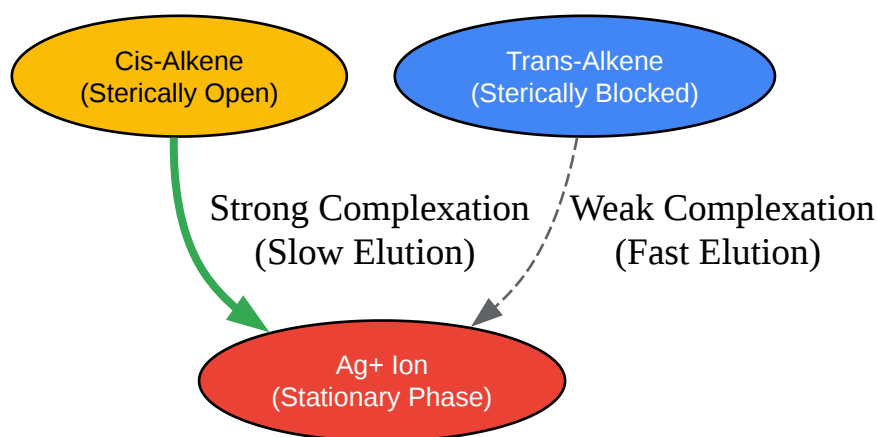 Cis-Alkene
(Sterically Open)
Trans-Alkene
(Sterically Blocked)
Strong Complexation
(Slow Elution)
Weak Complexation
(Fast Elution)
Ag+ Ion
(Stationary Phase)